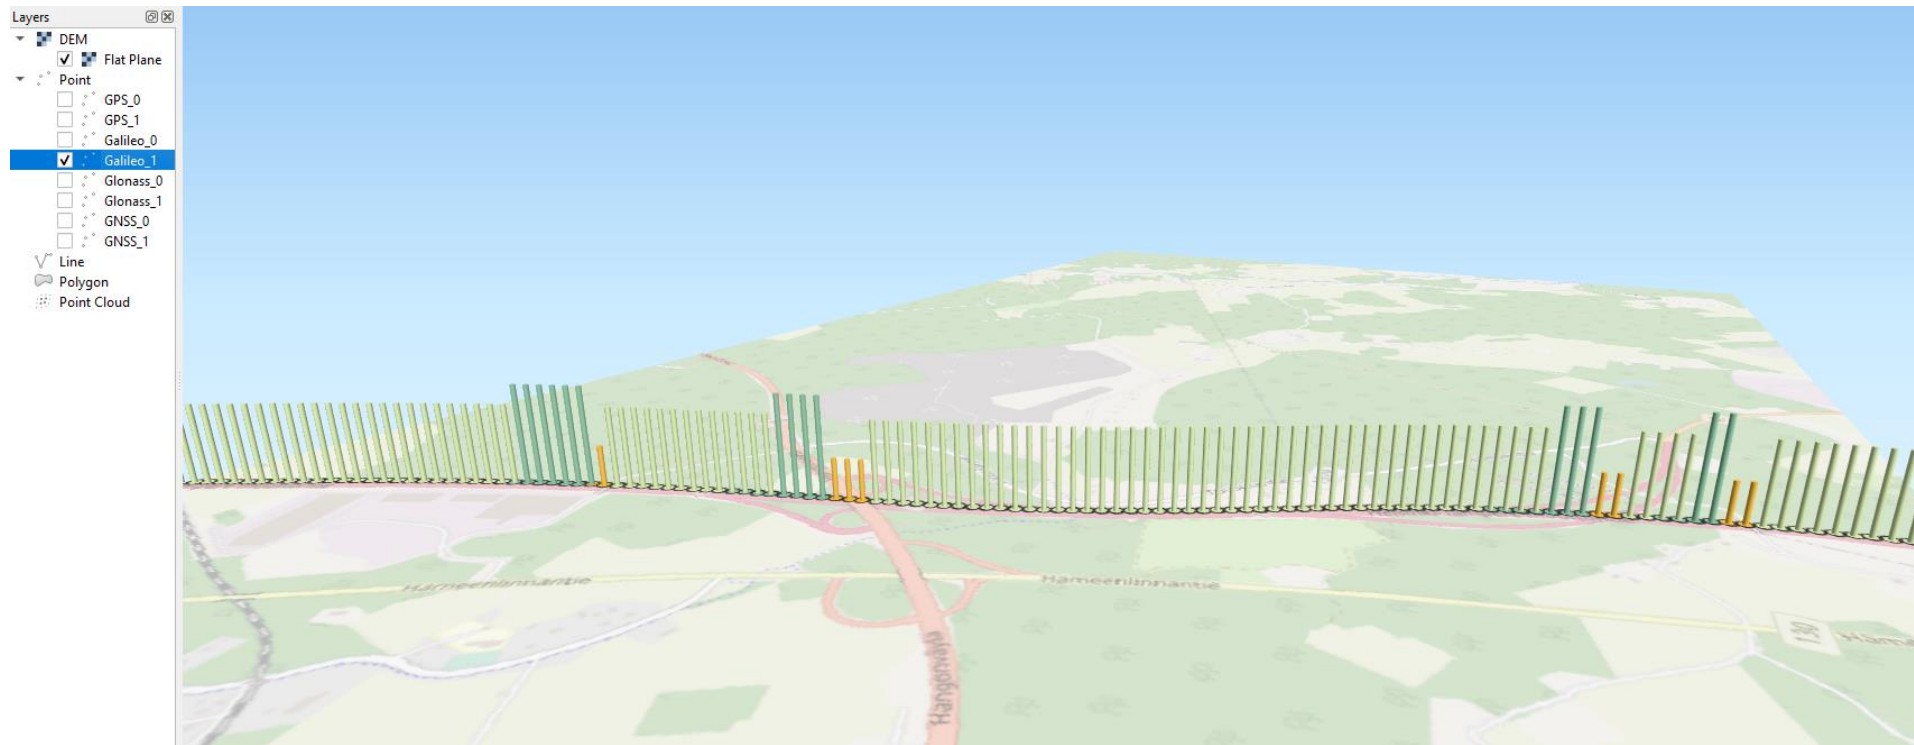 Layers
DEM
Flat Plane
Point
GPS_0
GPS_1
Galileo_0
Galileo_1
Glonass_0
Glonass_1
GNSS_0
GNSS_1
Line
Polygon
Point Cloud
Hämeenlinnantie
Hämeenlinnantie
130
Hangonväylä